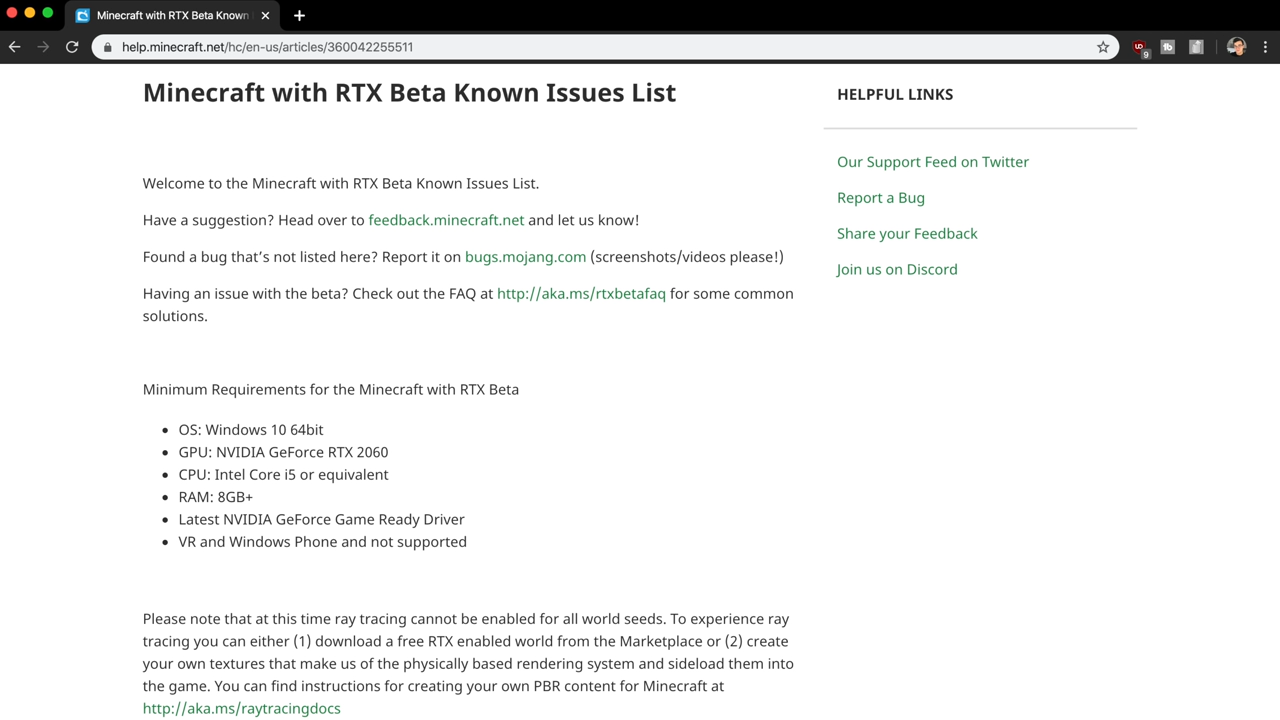 Minecraft with RTX Beta Known
help.minecraft.net/hc/en-us/articles/360042255511
9
Minecraft with RTX Beta Known Issues List
Welcome to the Minecraft with RTX Beta Known Issues List.
Have a suggestion? Head over to feedback.minecraft.net and let us know!
Found a bug that’s not listed here? Report it on bugs.mojang.com (screenshots/videos please!)
Having an issue with the beta? Check out the FAQ at http://aka.ms/rtxbetafaq for some common
solutions.
Minimum Requirements for the Minecraft with RTX Beta
• OS: Windows 10 64bit
• GPU: NVIDIA GeForce RTX 2060
• CPU: Intel Core i5 or equivalent
• RAM: 8GB+
• Latest NVIDIA GeForce Game Ready Driver
• VR and Windows Phone and not supported
Please note that at this time ray tracing cannot be enabled for all world seeds. To experience ray
tracing you can either (1) download a free RTX enabled world from the Marketplace or (2) create
your own textures that make us of the physically based rendering system and sideload them into
the game. You can find instructions for creating your own PBR content for Minecraft at
http://aka.ms/raytracingdocs
HELPFUL LINKS
Our Support Feed on Twitter
Report a Bug
Share your Feedback
Join us on Discord